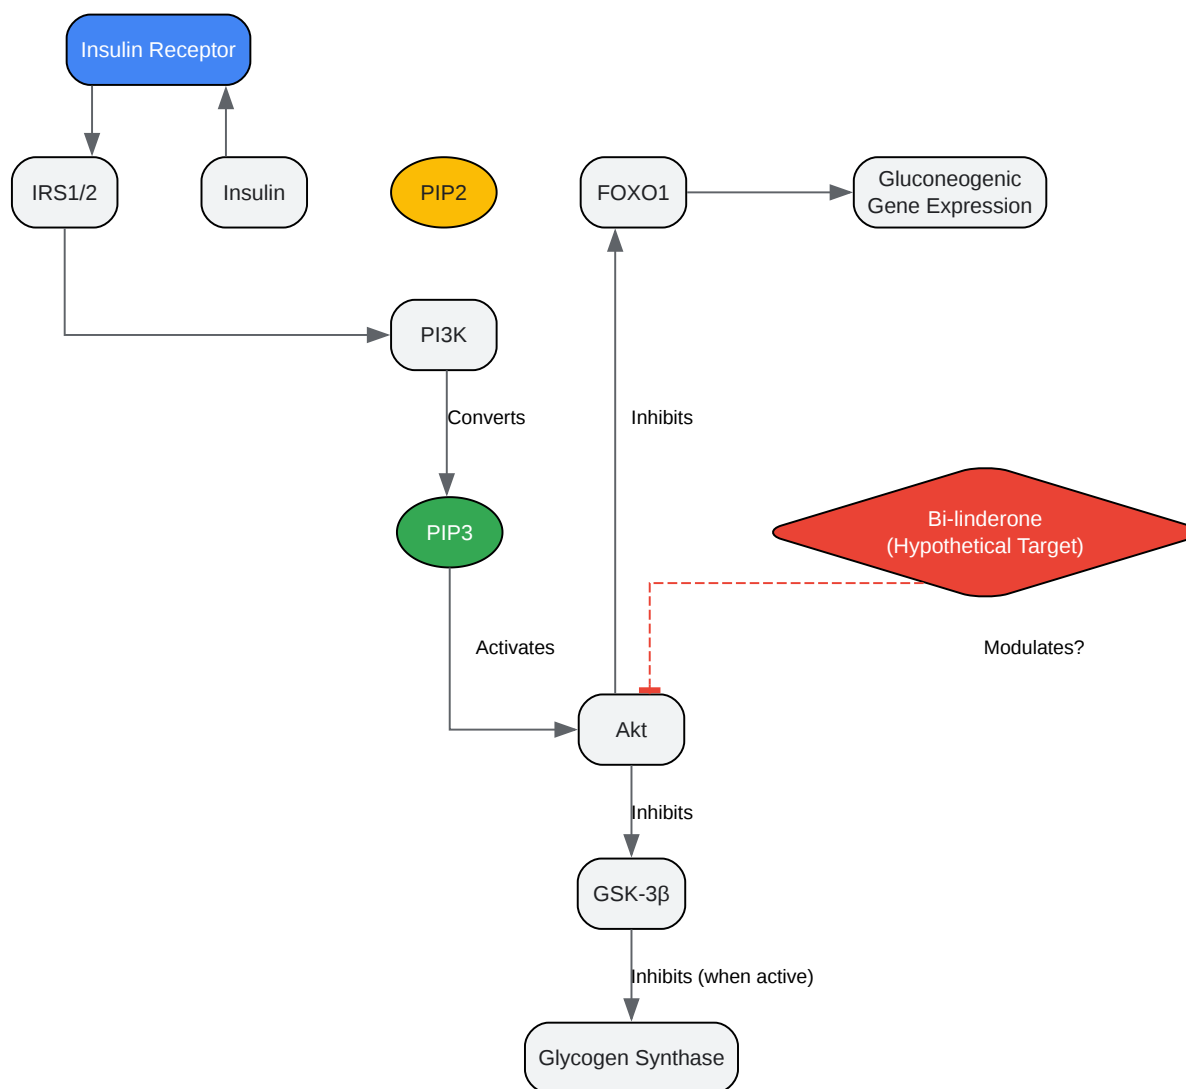 Insulin Receptor
IRS1/2
Insulin
PIP2
FOXO1
Gluconeogenic
Gene Expression
PI3K
Converts
Inhibits
PIP3
Bi-linderone
(Hypothetical Target)
Activates
Modulates?
Akt
Inhibits
GSK-3β
Inhibits (when active)
Glycogen Synthase